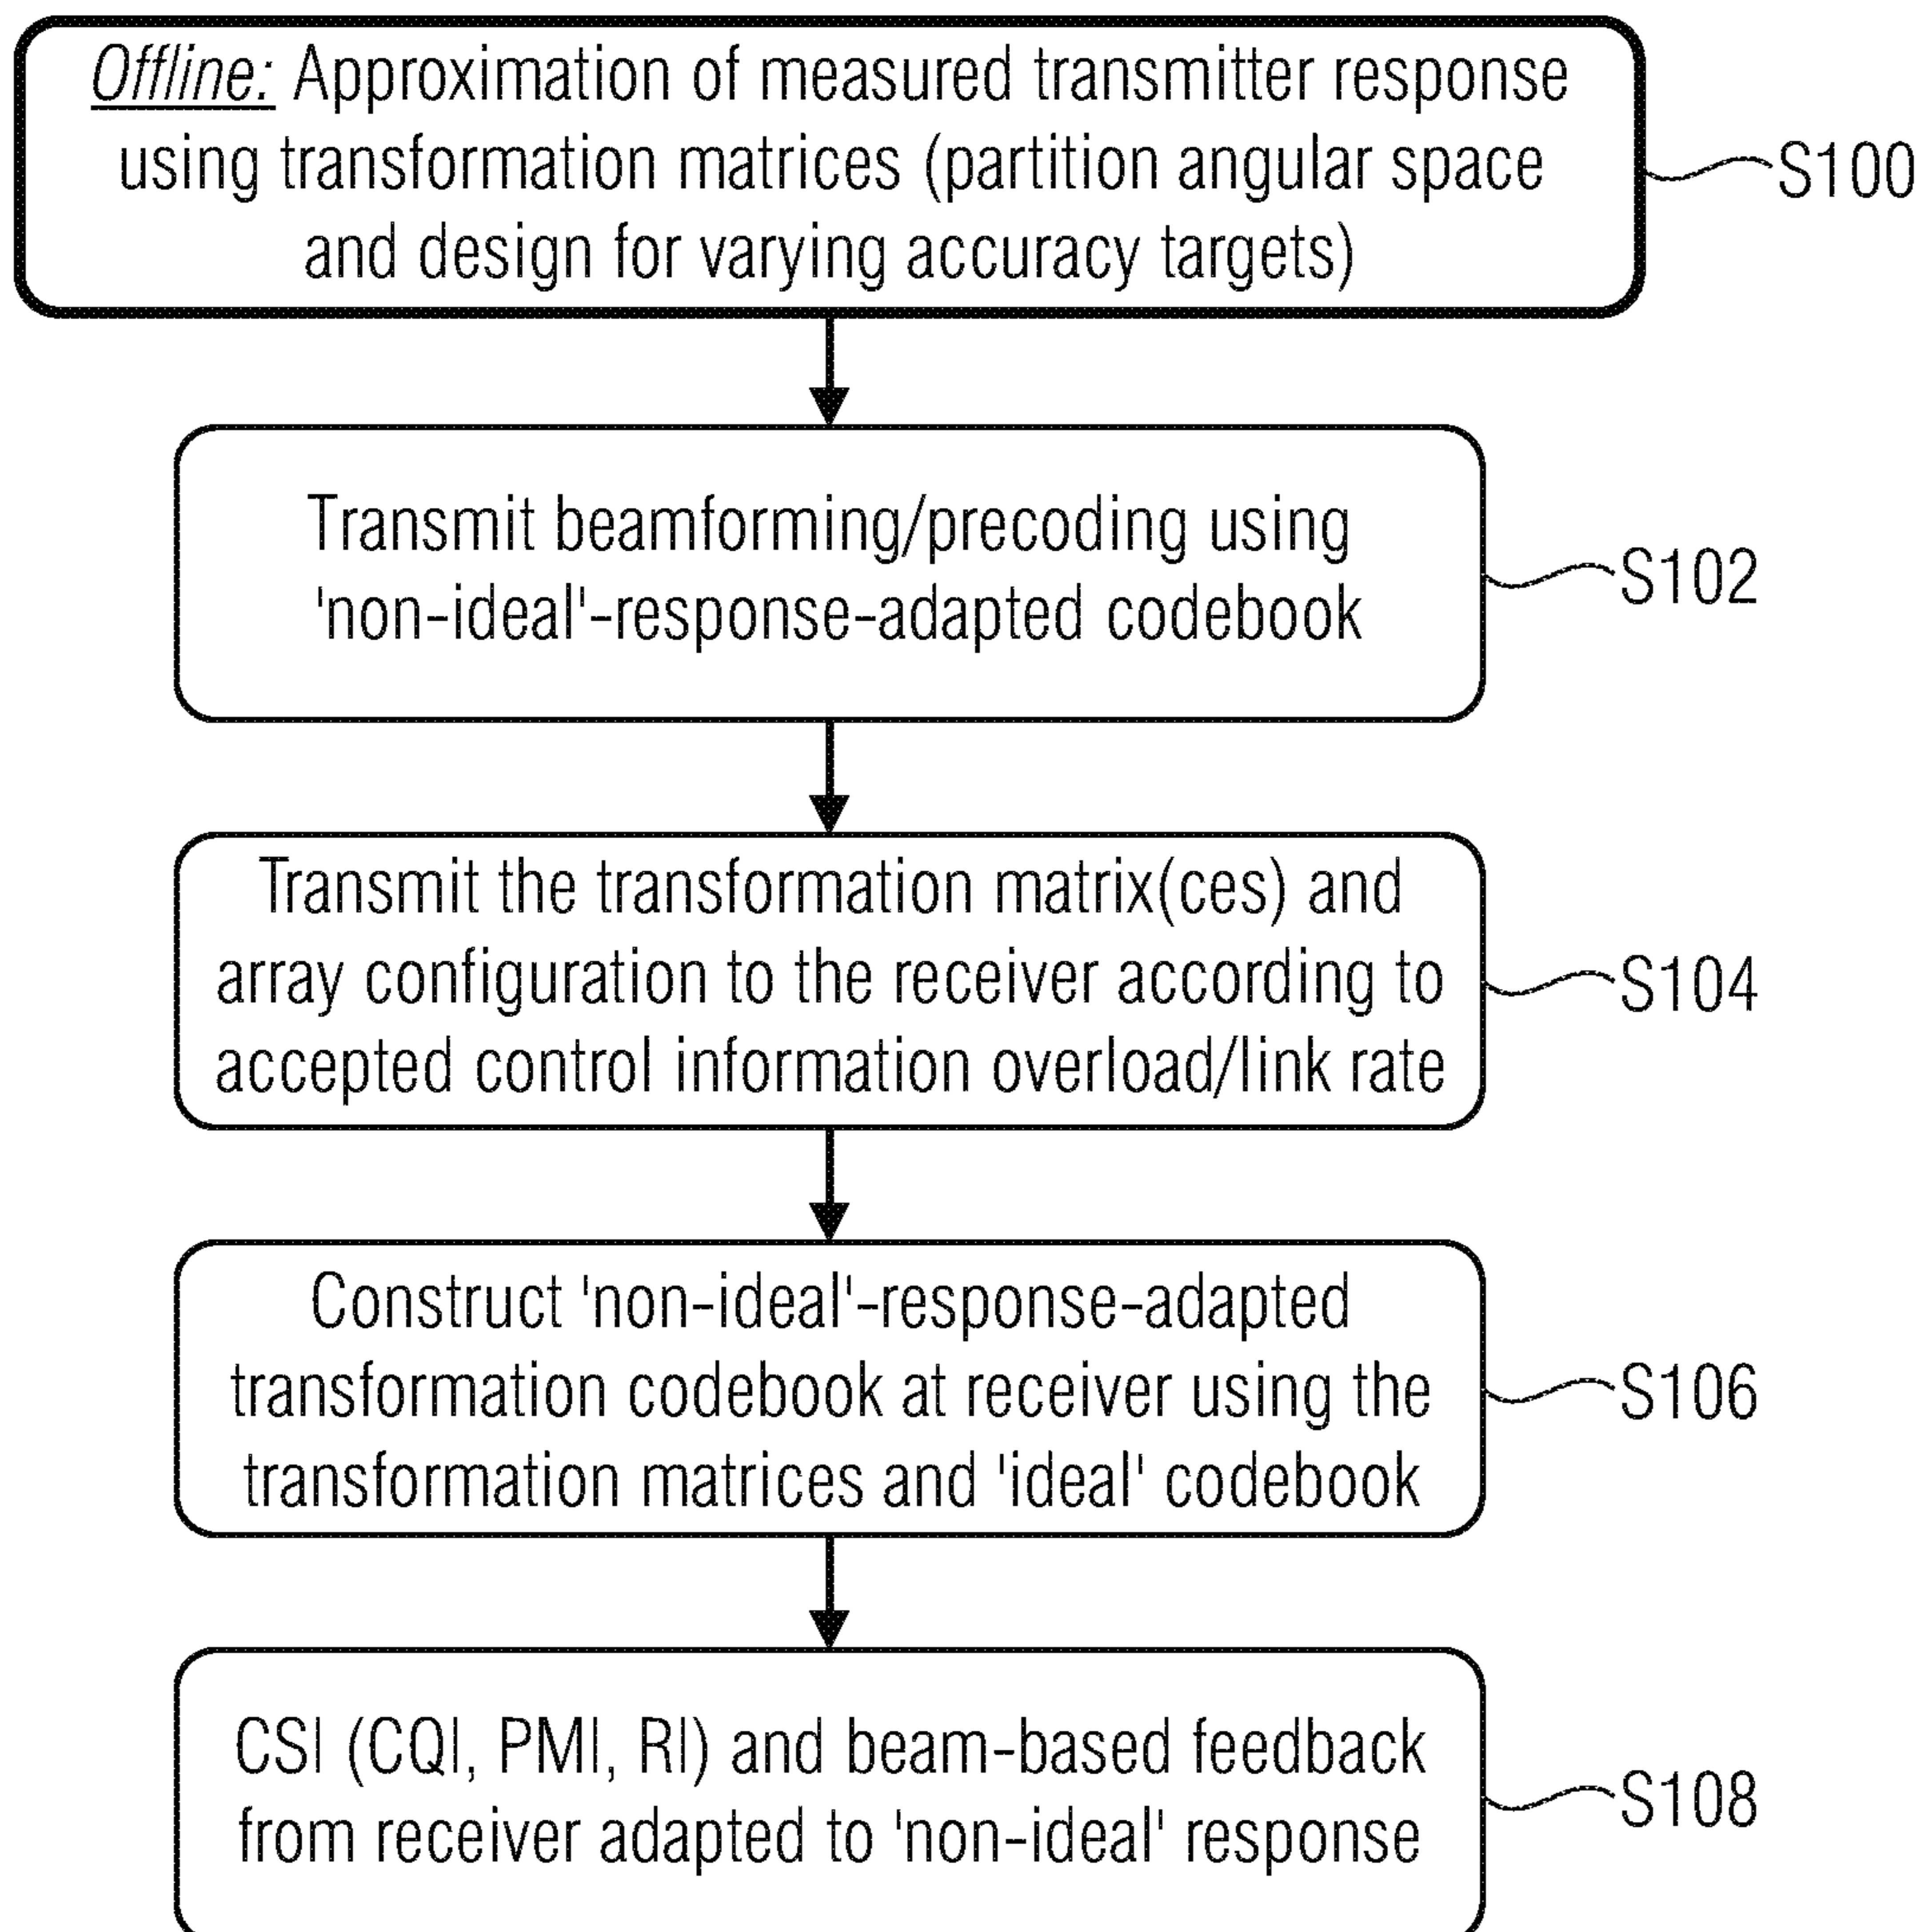 Offline: Approximation of measured transmitter response
using transformation matrices (partition angular space
and design for varying accuracy targets)
S100
Transmit beamforming/precoding using
'non-ideal'-response-adapted codebook
S102
Transmit the transformation matrix(ces) and
array configuration to the receiver according to
accepted control information overload/link rate
S104
Construct 'non-ideal'-response-adapted
transformation codebook at receiver using the
transformation matrices and 'ideal' codebook
S106
CSI (CQI, PMI, RI) and beam-based feedback
from receiver adapted to 'non-ideal' response
S108